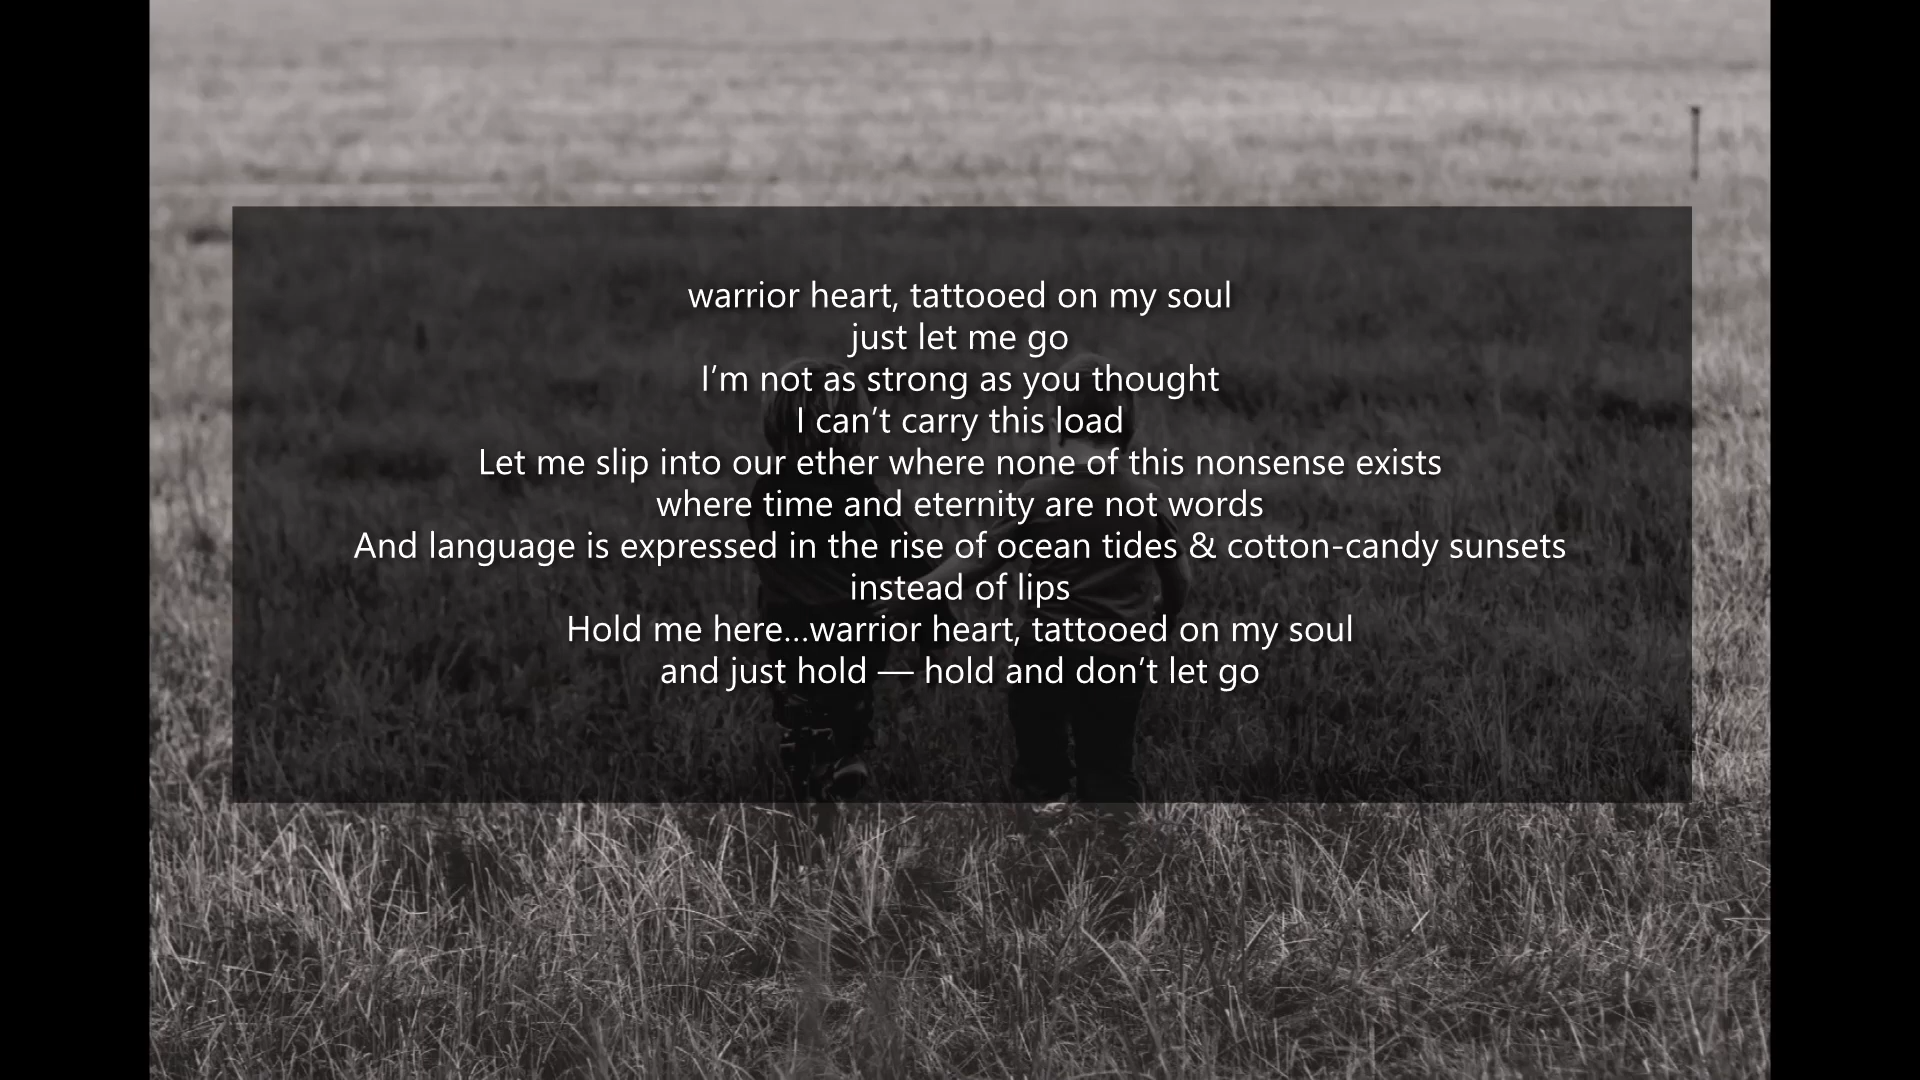 warrior heart, tattooed on my soul
just let me go
I’m not as strong as you thought
I can’t carry this load
Let me slip into our ether where none of this nonsense exists
where time and eternity are not words
And language is expressed in the rise of ocean tides & cotton-candy sunsets
instead of lips
Hold me here...warrior heart, tattooed on my soul
and just hold — hold and don’t let go